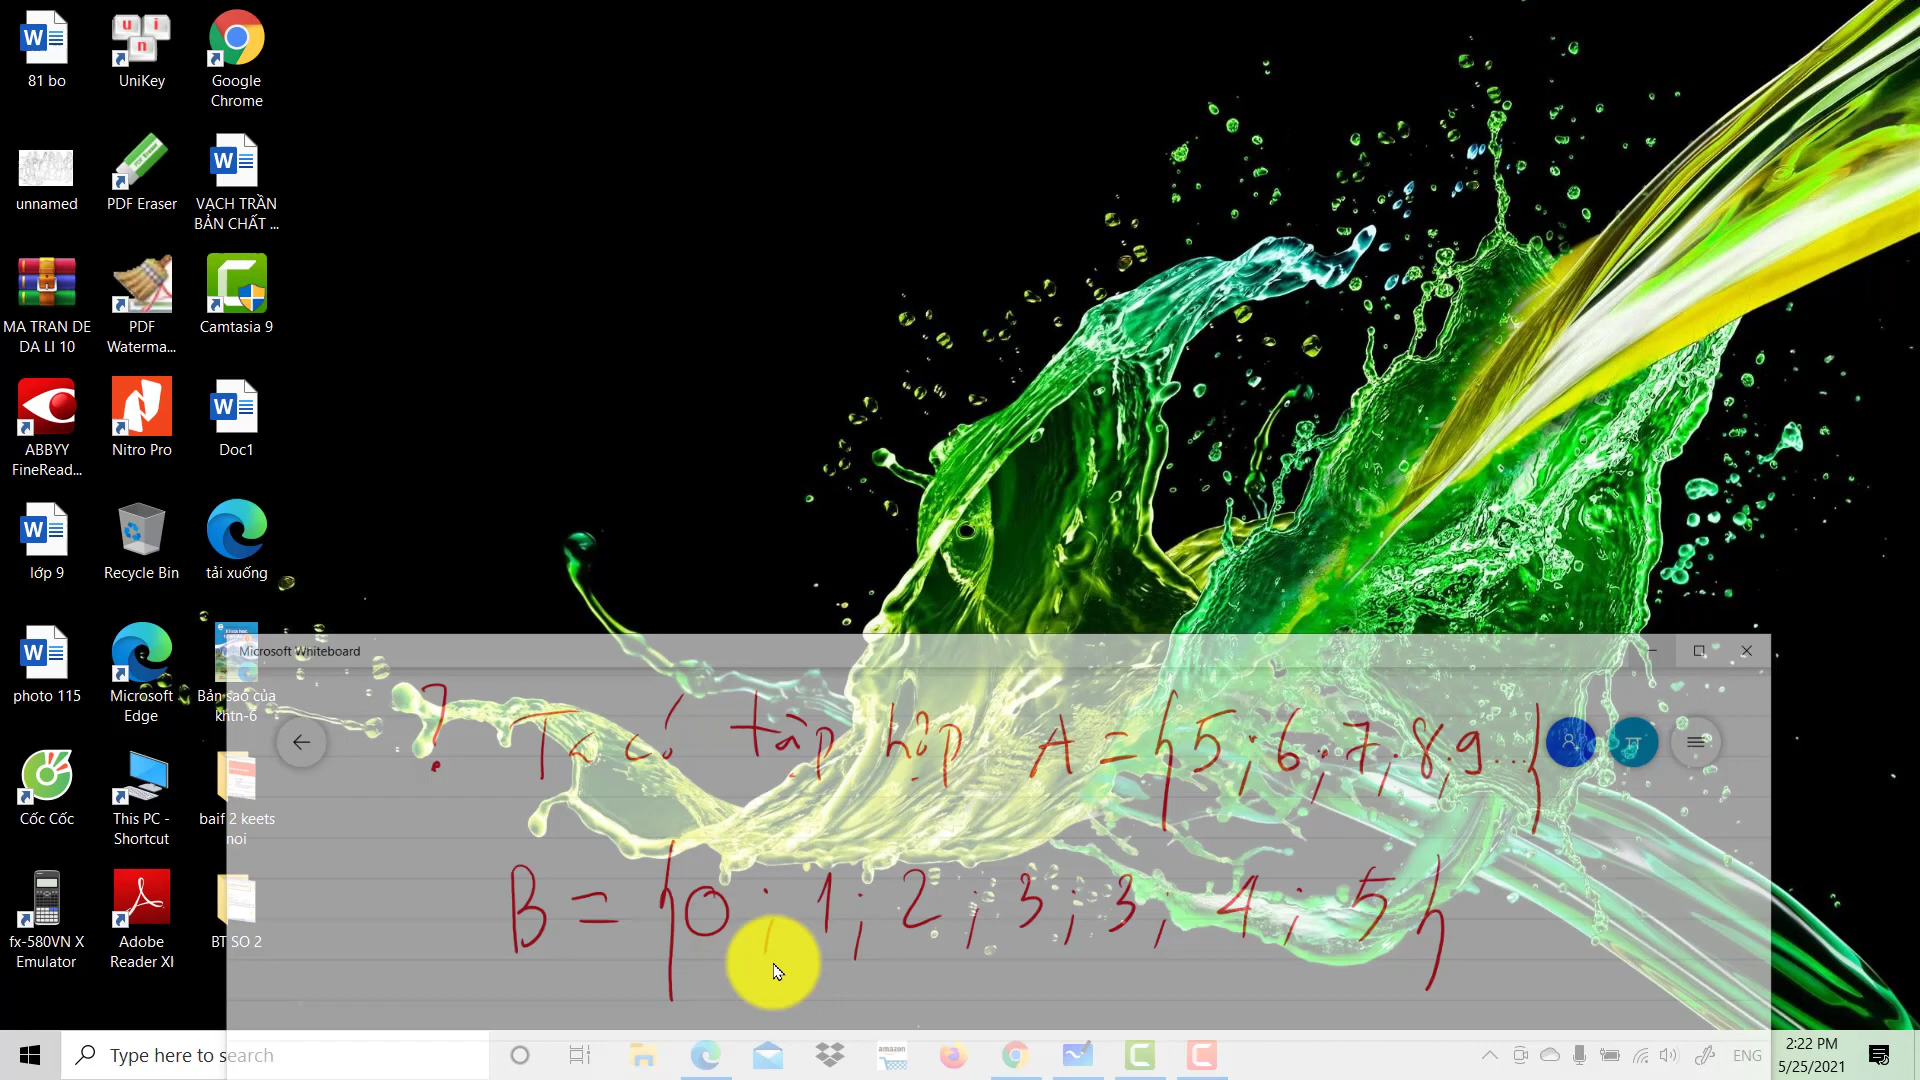 81 bo
UniKey
Google
Chrome
unnamed
PDF Eraser
VẠCH TRẦN
BẢN CHẤT ...
MA TRAN DE
DA LI 10
PDF
Waterma...
Camtasia 9
ABBYY
FineRead...
Nitro Pro
Doc1
lớp 9
Recycle Bin
tải xuống
photo 115
Microsoft
Edge
Bản sao của
khtn-6
Cốc Cốc
This PC -
Shortcut
baif 2 keets
noi
fx-580VN X
Emulator
Adobe
Reader XI
BT SO 2
Microsoft Whiteboard
? Ta có tập hợp A = {5; 6; 7; 8; 9...}
B = {0; 1; 2; 3; 3; 4; 5}
Type here to search
amazon
ENG
2:22 PM
5/25/2021